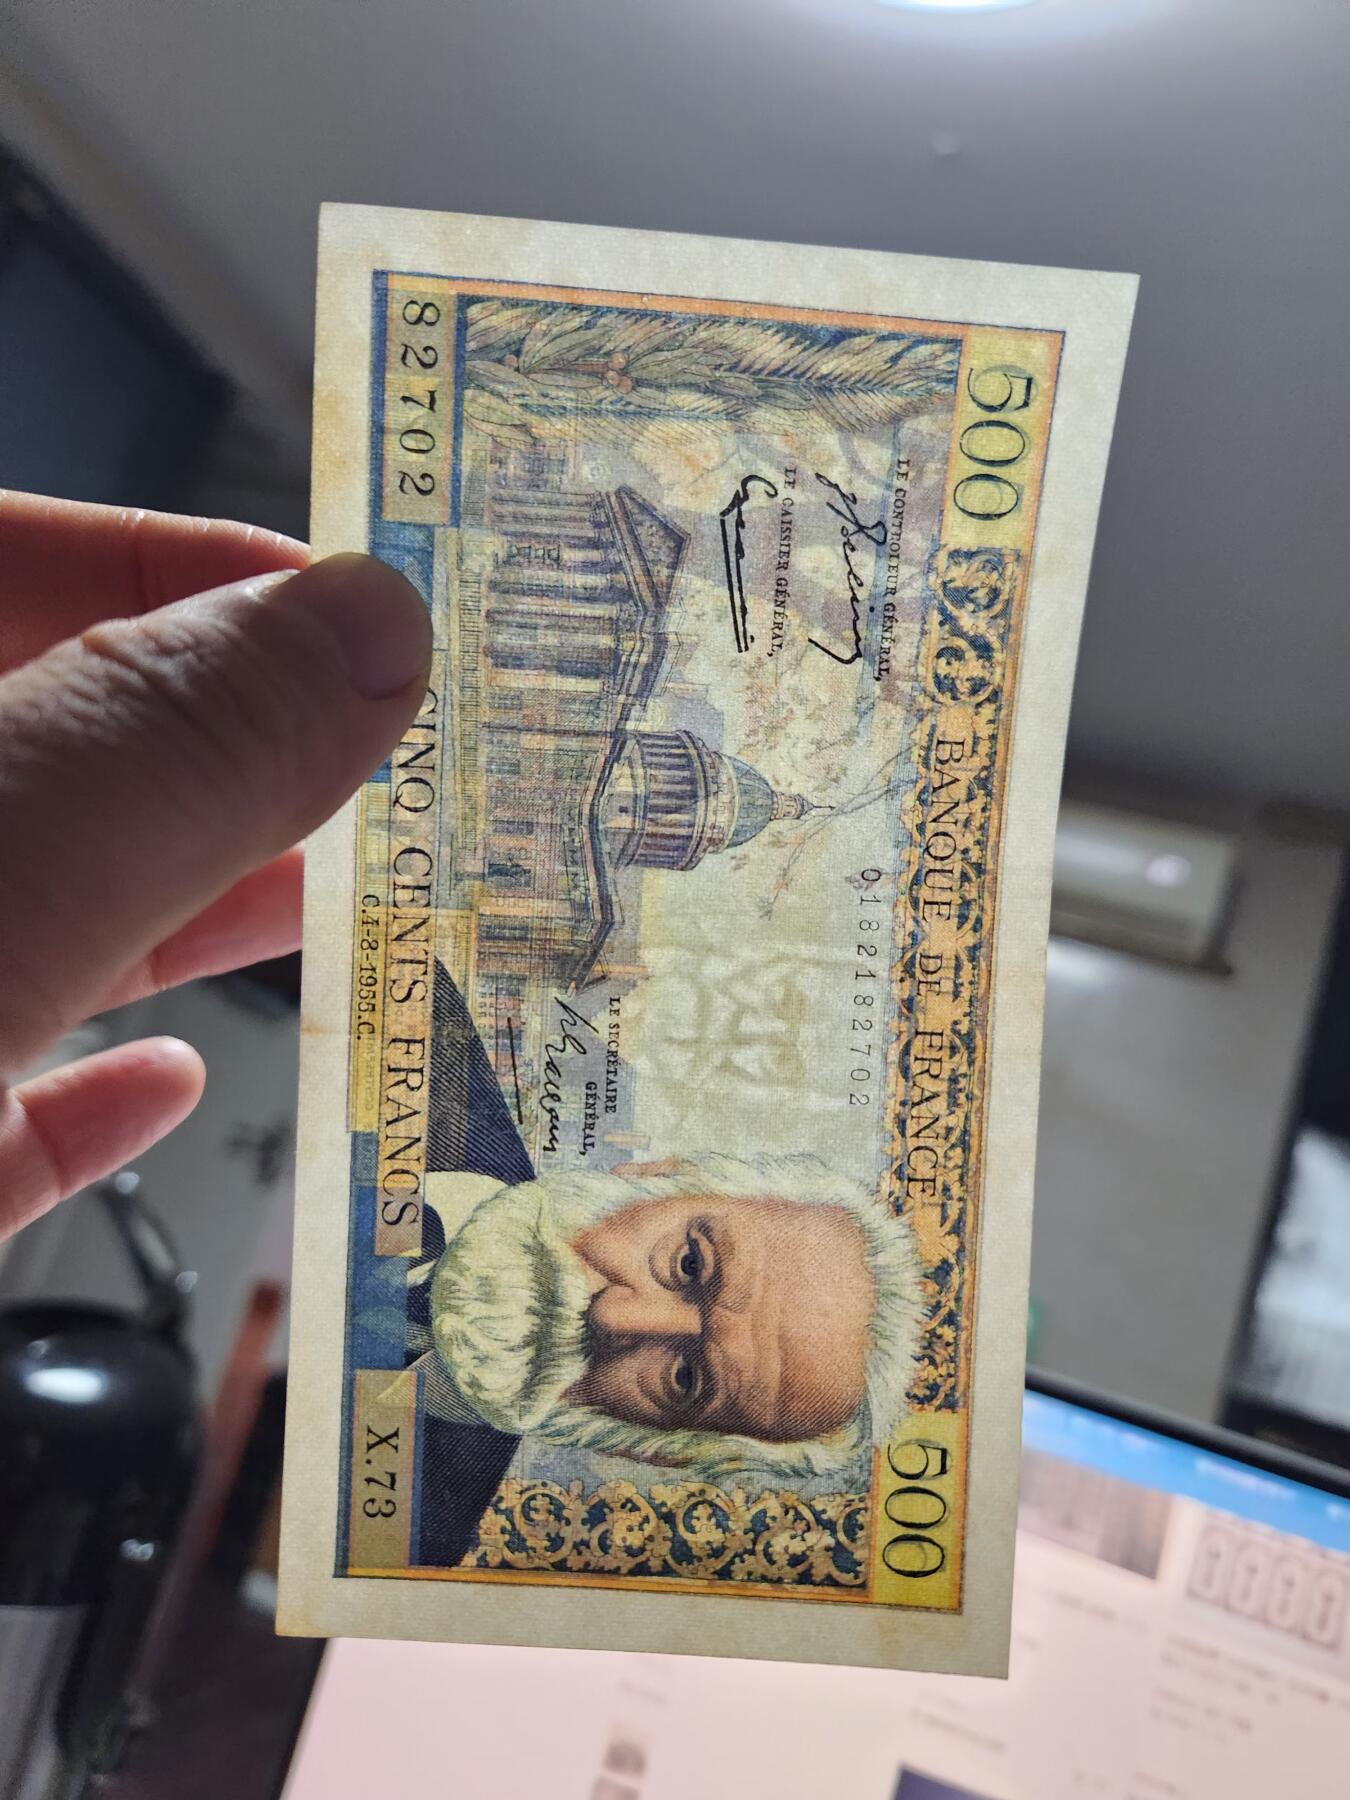 500
BANQUE DE FRANCE
500
LE CONTROLEUR GÉNÉRAL,
LE CAISSIER GÉNÉRAL,
0182182702
LE SECRÉTAIRE
GÉNÉRAL,
82702
CINQ CENTS FRANCS
X.73
C.4-8-1955.C.